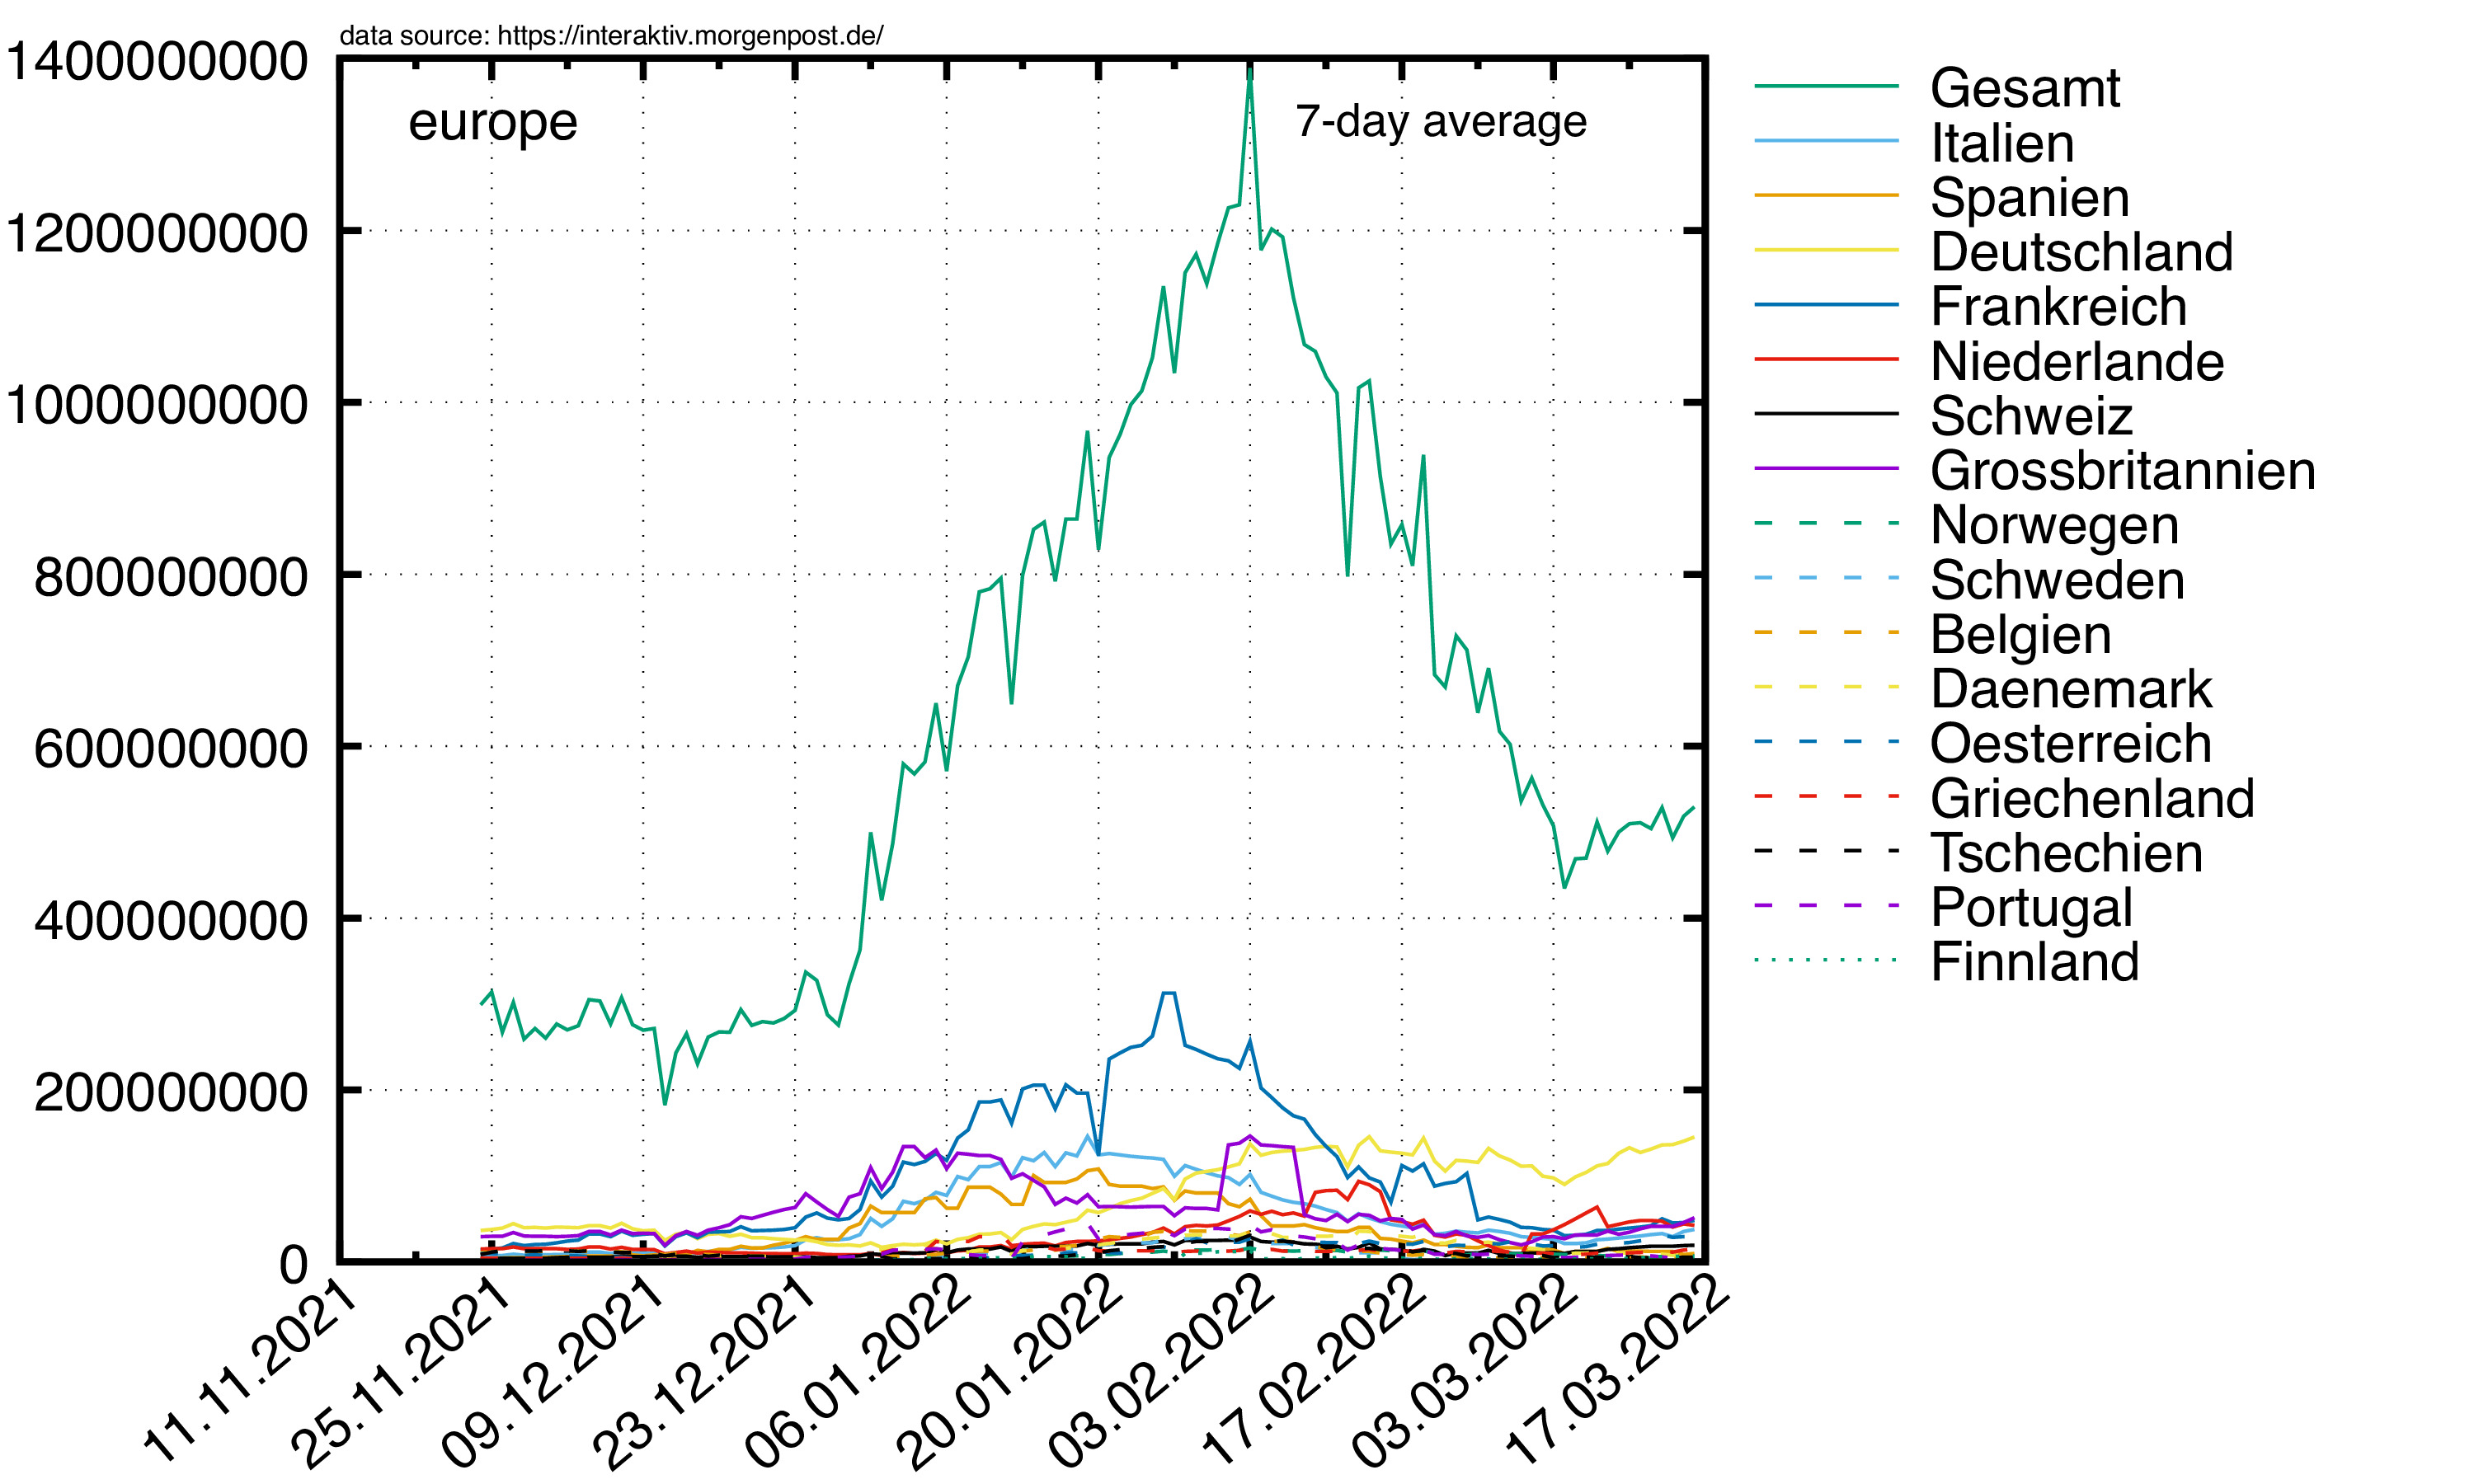 data source: https://interaktiv.morgenpost.de/
1400000000
1200000000
1000000000
800000000
600000000
400000000
200000000
0
europe
7-day average
11.11.2021
25.11.2021
09.12.2021
23.12.2021
06.01.2022
20.01.2022
03.02.2022
17.02.2022
03.03.2022
17.03.2022
Gesamt
Italien
Spanien
Deutschland
Frankreich
Niederlande
Schweiz
Grossbritannien
Norwegen
Schweden
Belgien
Daenemark
Oesterreich
Griechenland
Tschechien
Portugal
Finnland